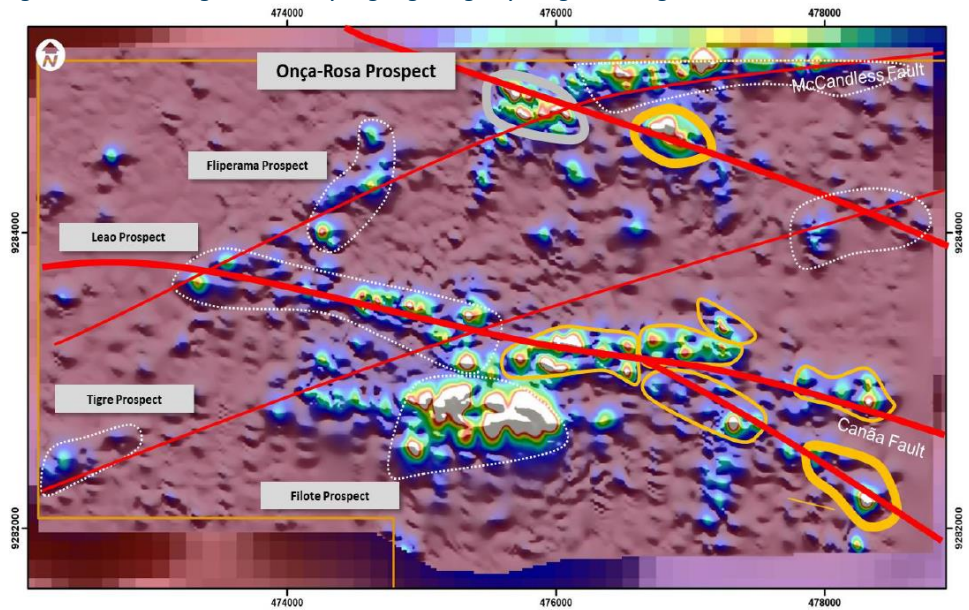 474000
476000
478000
N
Onça-Rosa Prospect
McCandless Fault
Fliperama Prospect
9284000
Leao Prospect
9284000
Tigre Prospect
Canãa Fault
Filote Prospect
9282000
9282000
474000
476000
478000